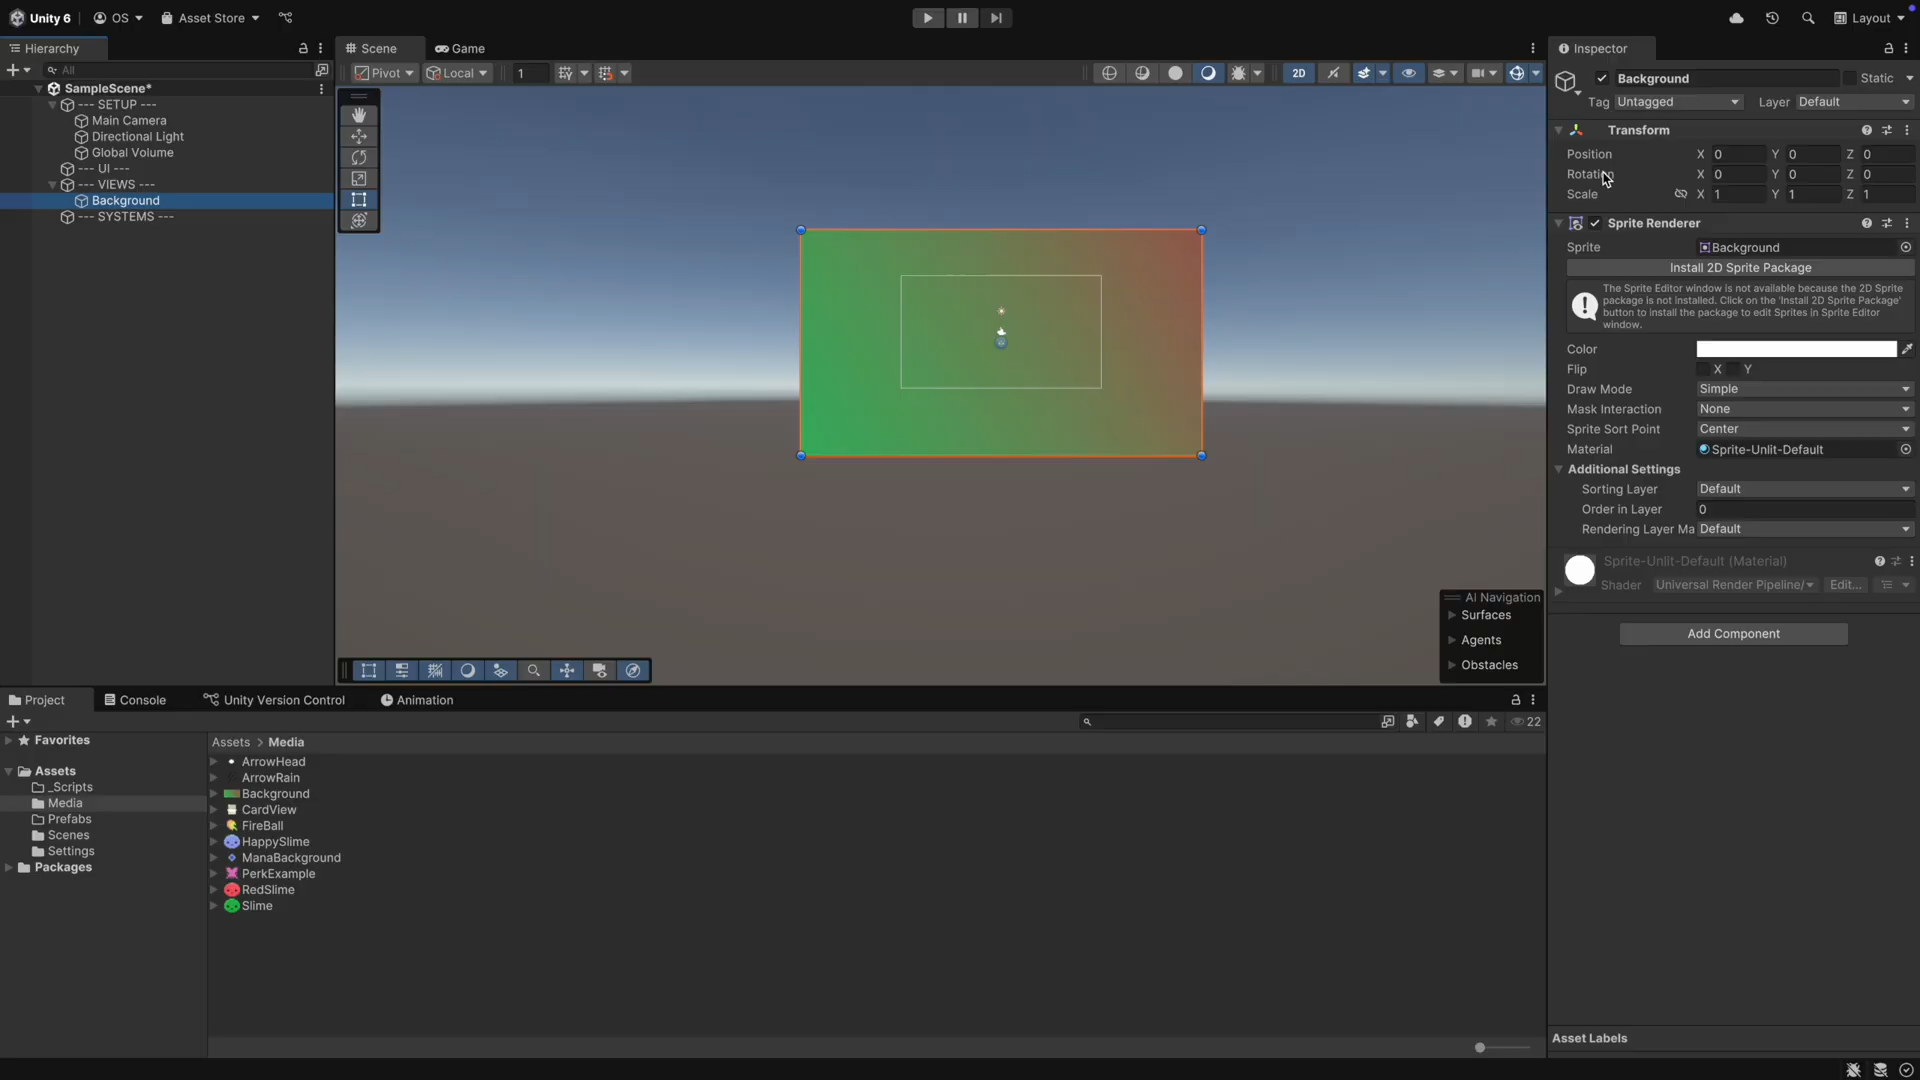 Unity 6
OS
Asset Store
Layout
Hierarchy
All
SampleScene*
--- SETUP ---
Main Camera
Directional Light
Global Volume
--- UI ---
--- VIEWS ---
Background
--- SYSTEMS ---
Scene
Game
Pivot
Local
1
2D
AI Navigation
Surfaces
Agents
Obstacles
Inspector
Background
Static
Tag Untagged
Layer Default
Transform
Position X 0 Y 0 Z 0
Rotation X 0 Y 0 Z 0
Scale X 1 Y 1 Z 1
Sprite Renderer
Sprite Background
Install 2D Sprite Package
The Sprite Editor window is not available because the 2D Sprite
package is not installed. Click on the 'Install 2D Sprite Package'
button to install the package to edit Sprites in Sprite Editor
window.
Color
Flip X Y
Draw Mode Simple
Mask Interaction None
Sprite Sort Point Center
Material Sprite-Unlit-Default
Additional Settings
Sorting Layer Default
Order in Layer 0
Rendering Layer Ma Default
Sprite-Unlit-Default (Material)
Shader Universal Render Pipeline/ Edit...
Add Component
Asset Labels
Project
Console
Unity Version Control
Animation
22
Favorites
Assets
_Scripts
Media
Prefabs
Scenes
Settings
Packages
Assets > Media
ArrowHead
ArrowRain
Background
CardView
FireBall
HappySlime
ManaBackground
PerkExample
RedSlime
Slime